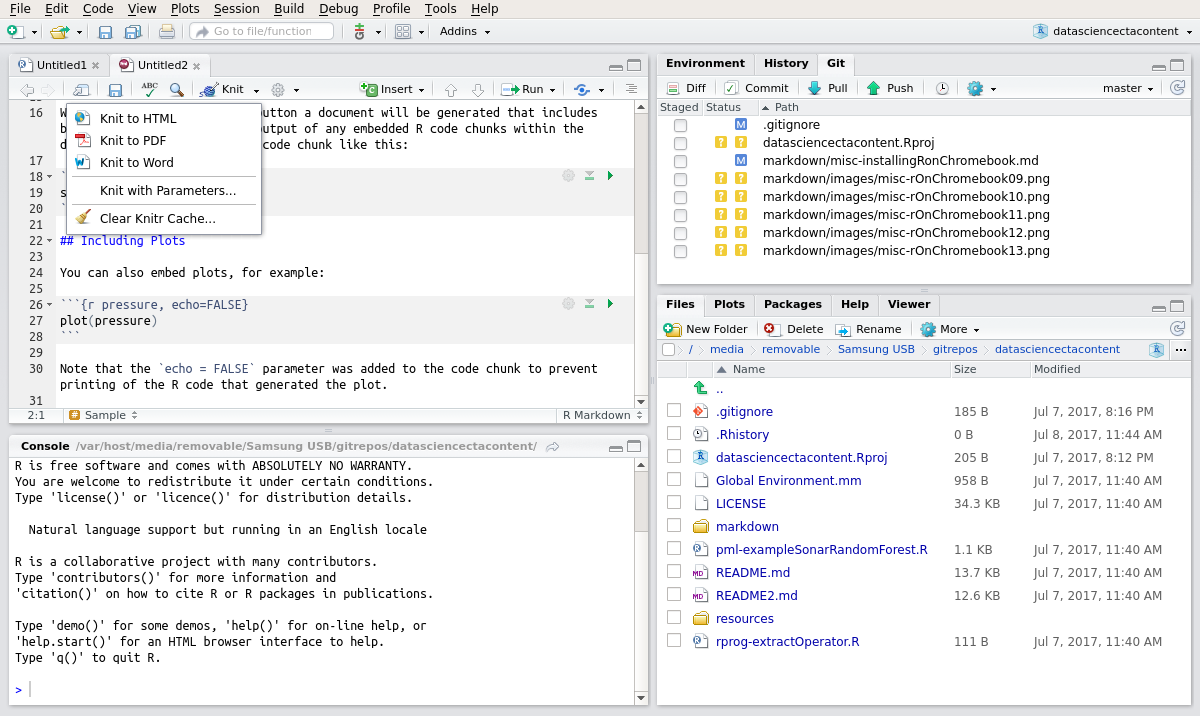 File Edit Code View Plots Session Build Debug Profile Tools Help
Go to file/function Addins datasciencectacontent
Untitled1 Untitled2
ABC Knit Insert Run
16 W utton a document will be generated that includes
b utput of any embedded R code chunks within the
d code chunk like this:
Knit to HTML
Knit to PDF
Knit to Word
Knit with Parameters...
Clear Knitr Cache...
17
18
19 s
20
21
22 ## Including Plots
23
24 You can also embed plots, for example:
25
26 ```{r pressure, echo=FALSE}
27 plot(pressure)
28 ```
29
30 Note that the `echo = FALSE` parameter was added to the code chunk to prevent
printing of the R code that generated the plot.
31
2:1 # Sample R Markdown
Console /var/host/media/removable/Samsung USB/gitrepos/datasciencectacontent/
R is free software and comes with ABSOLUTELY NO WARRANTY.
You are welcome to redistribute it under certain conditions.
Type 'license()' or 'licence()' for distribution details.
Natural language support but running in an English locale
R is a collaborative project with many contributors.
Type 'contributors()' for more information and
'citation()' on how to cite R or R packages in publications.
Type 'demo()' for some demos, 'help()' for on-line help, or
'help.start()' for an HTML browser interface to help.
Type 'q()' to quit R.
>
Environment History Git
Diff Commit Pull Push master
Staged Status Path
M .gitignore
? ? datasciencectacontent.Rproj
M markdown/misc-installingRonChromebook.md
? ? markdown/images/misc-rOnChromebook09.png
? ? markdown/images/misc-rOnChromebook10.png
? ? markdown/images/misc-rOnChromebook11.png
? ? markdown/images/misc-rOnChromebook12.png
? ? markdown/images/misc-rOnChromebook13.png
Files Plots Packages Help Viewer
New Folder Delete Rename More
/ media removable Samsung USB gitrepos datasciencectacontent R ...
Name Size Modified
..
.gitignore 185 B Jul 7, 2017, 8:16 PM
.Rhistory 0 B Jul 8, 2017, 11:44 AM
datasciencectacontent.Rproj 205 B Jul 7, 2017, 8:12 PM
Global Environment.mm 958 B Jul 7, 2017, 11:40 AM
LICENSE 34.3 KB Jul 7, 2017, 11:40 AM
markdown
pml-exampleSonarRandomForest.R 1.1 KB Jul 7, 2017, 11:40 AM
MD README.md 13.7 KB Jul 7, 2017, 11:40 AM
MD README2.md 12.6 KB Jul 7, 2017, 11:40 AM
resources
rprog-extractOperator.R 111 B Jul 7, 2017, 11:40 AM